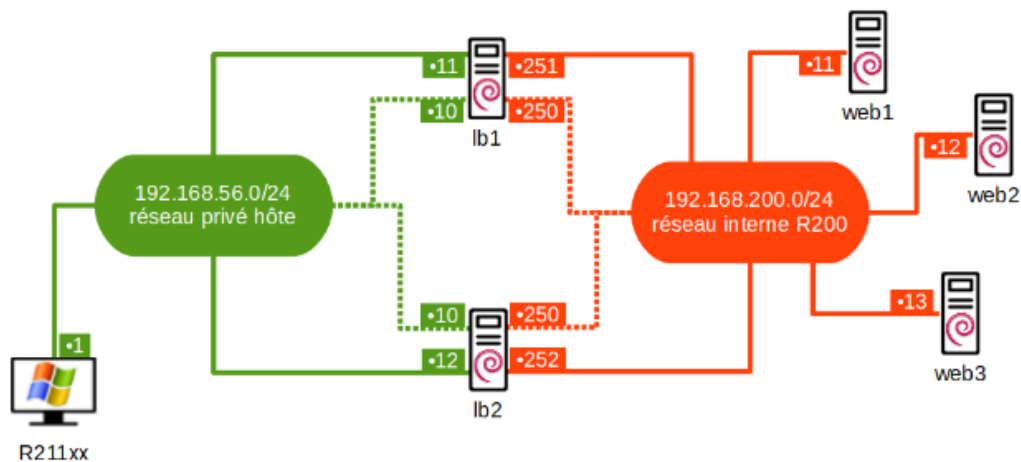 •11
•251
•10
•250
lb1
•11
web1
•12
web2
192.168.56.0/24
réseau privé hôte
192.168.200.0/24
réseau interne R200
•1
R211xx
•10
•250
•12
•252
lb2
•13
web3